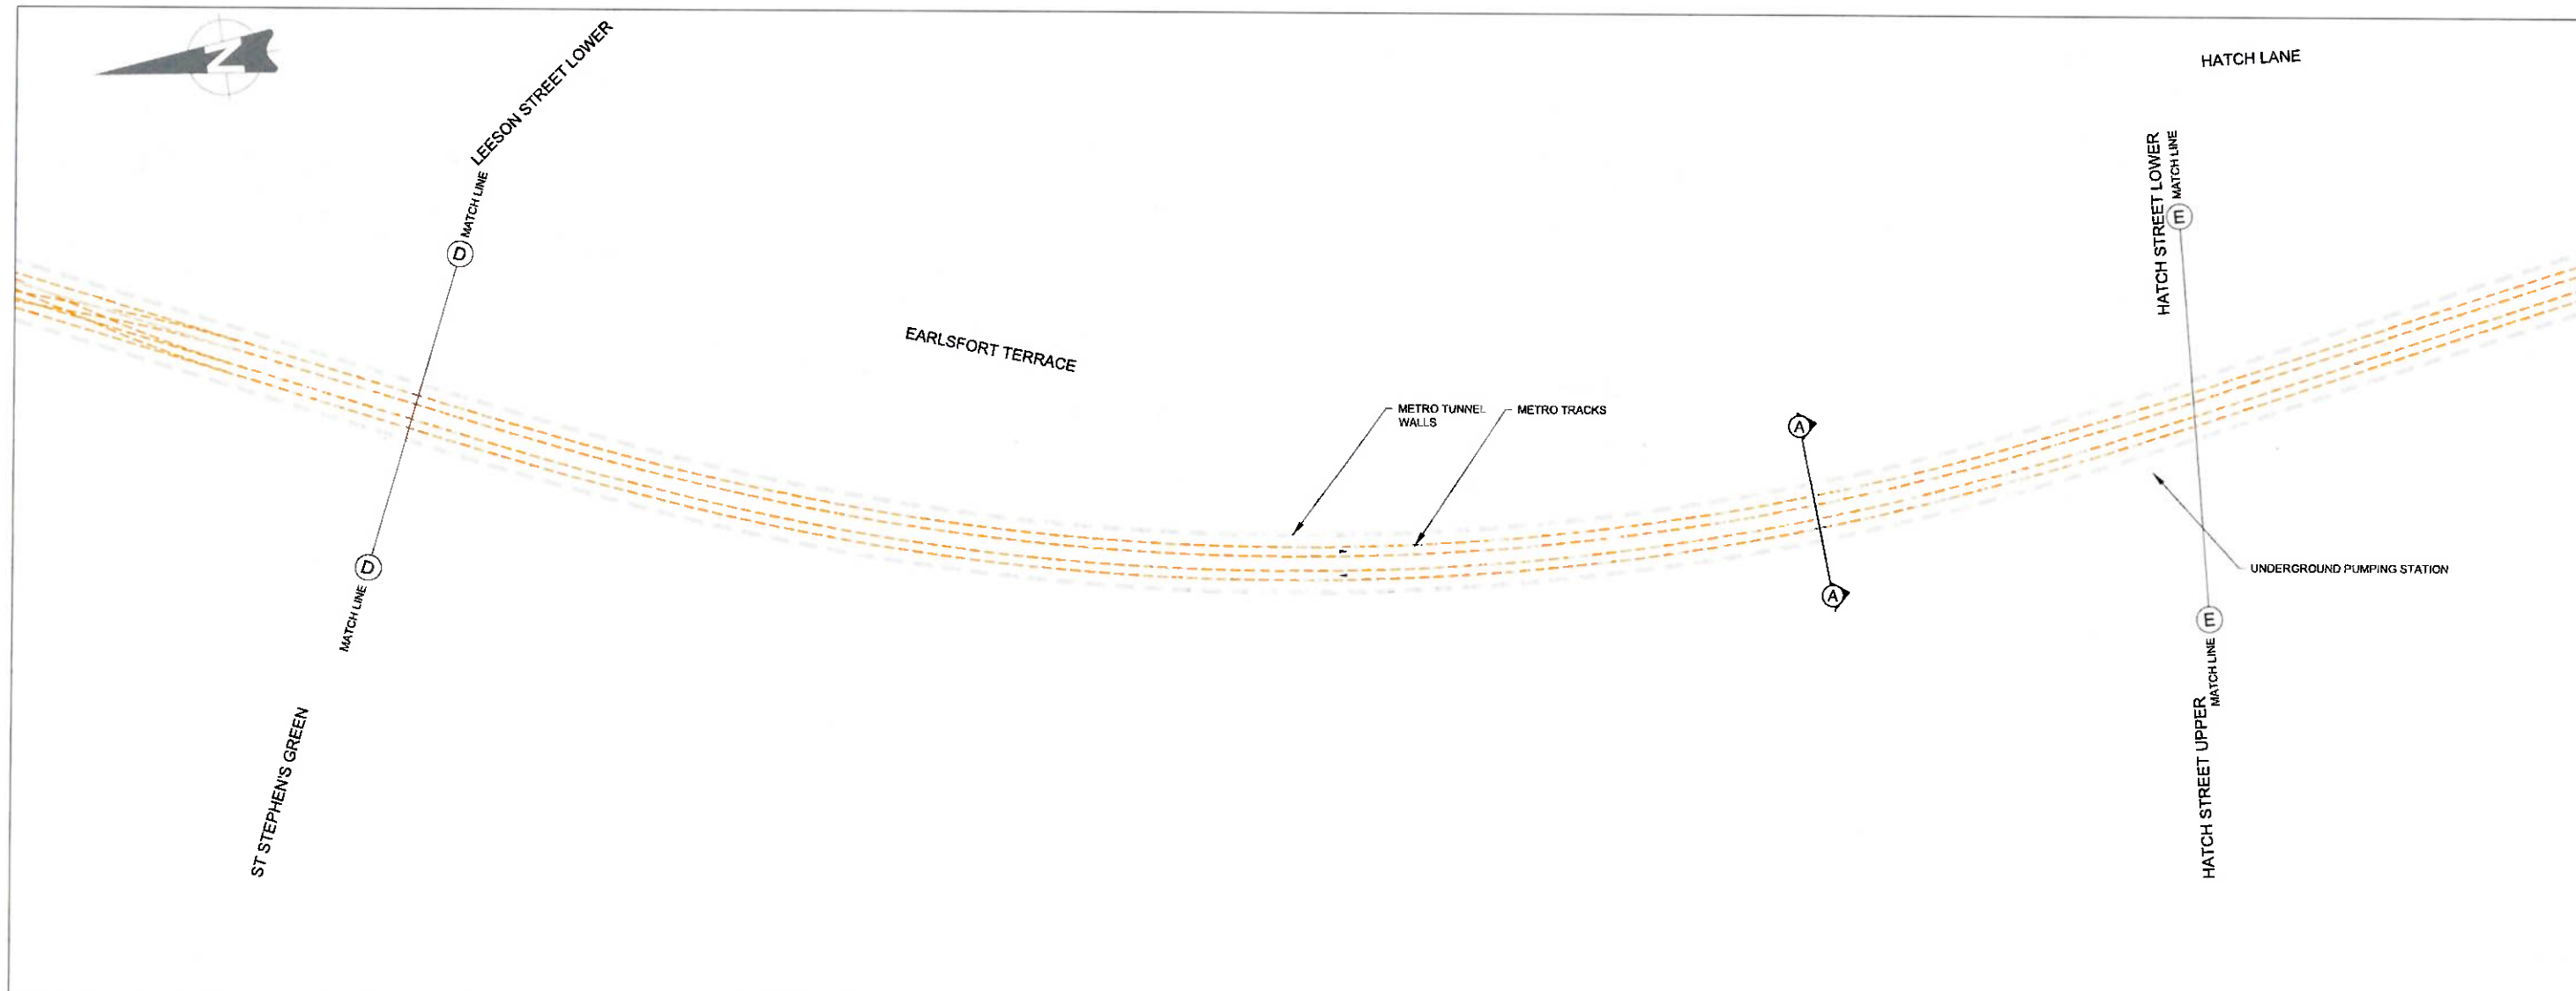 N
LEESON STREET LOWER
MATCH LINE
D
D
MATCH LINE
ST STEPHEN'S GREEN
EARLSFORT TERRACE
METRO TUNNEL
WALLS
METRO TRACKS
A
A
HATCH LANE
HATCH STREET LOWER
MATCH LINE
E
UNDERGROUND PUMPING STATION
E
MATCH LINE
HATCH STREET UPPER